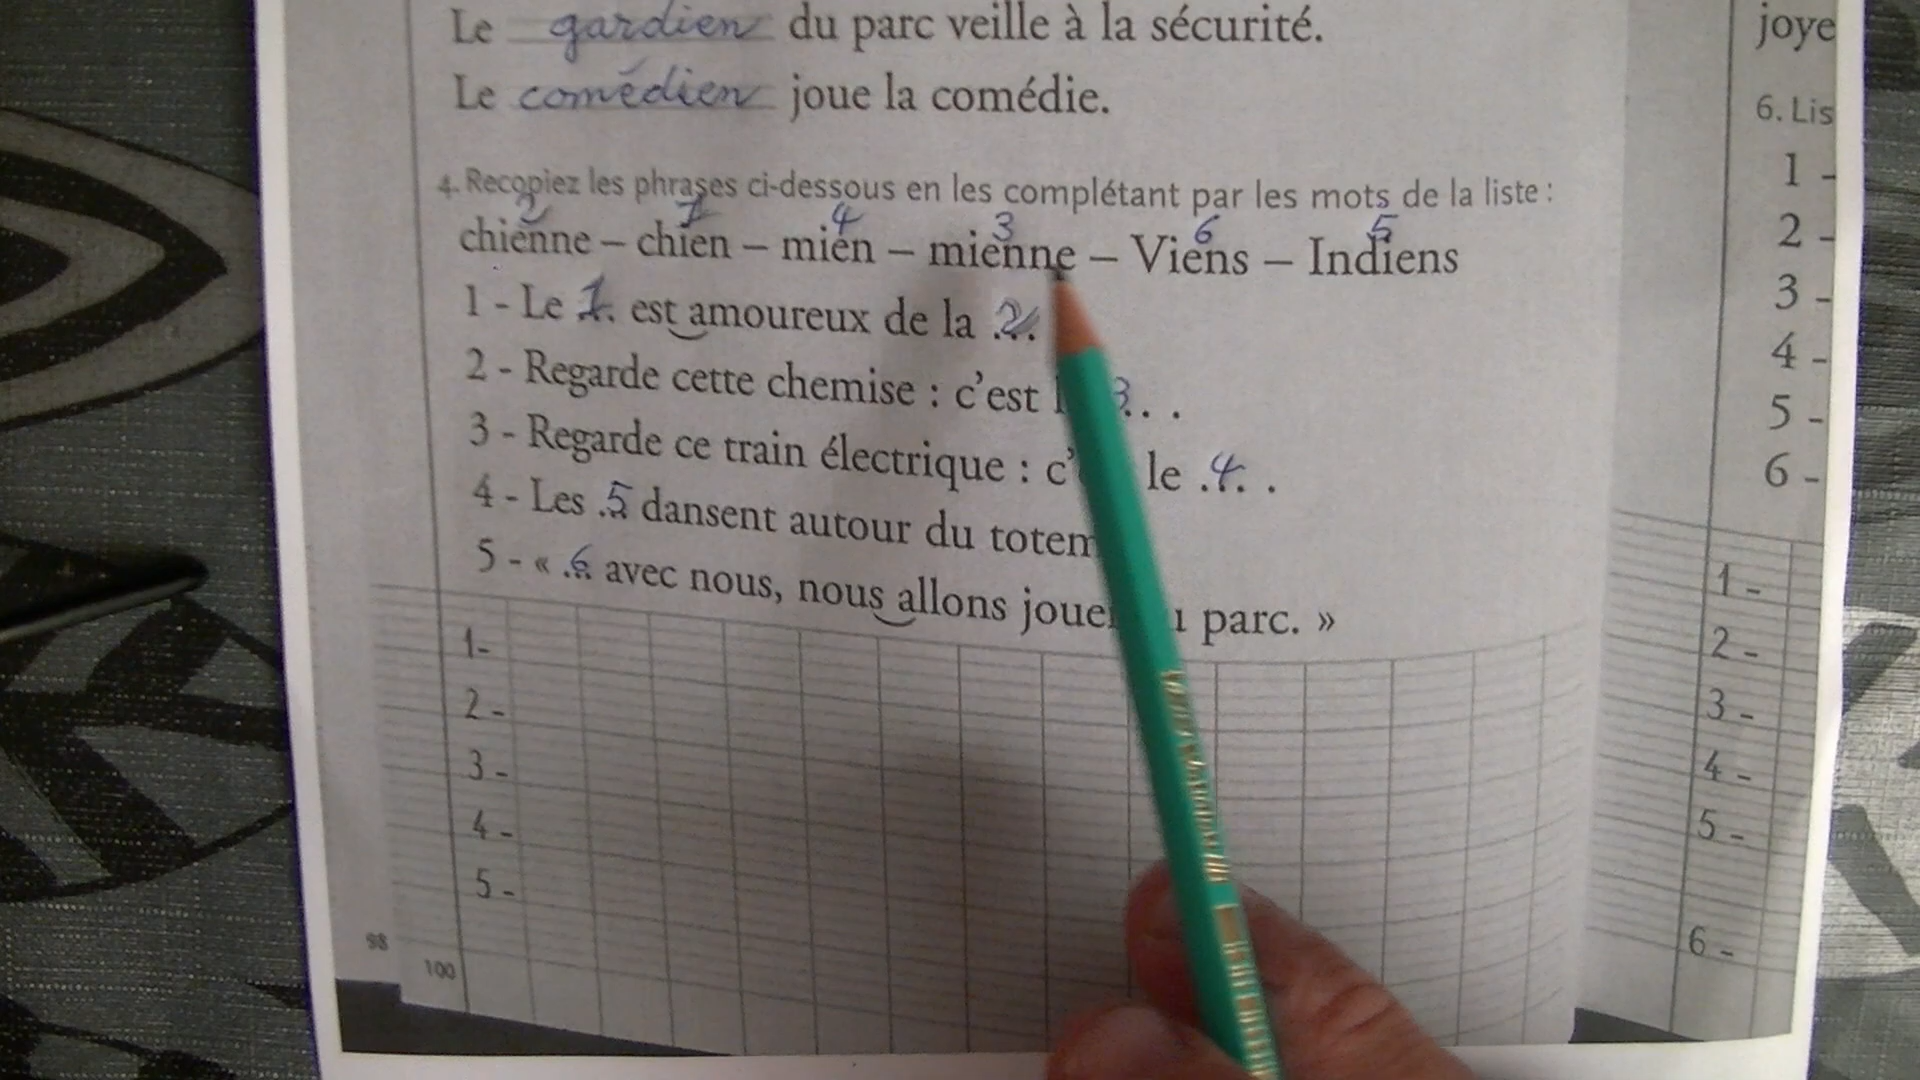 Le gardien du parc veille à la sécurité.
Le comédien joue la comédie.
4. Recopiez les phrases ci-dessous en les complétant par les mots de la liste :
2 1 4 3 6 5
chienne – chien – mien – mienne – Viens – Indiens
1 - Le .1. est amoureux de la .2.
2 - Regarde cette chemise : c'est 3. . .
3 - Regarde ce train électrique : c' le .4. .
4 - Les .5 dansent autour du totem
5 - « .6. avec nous, nous allons jouer parc. »
1-
2-
3-
4-
5-
98
100
joye
6. Lis
1 -
2 -
3 -
4 -
5 -
6 -
1 -
2 -
3 -
4 -
5 -
6 -